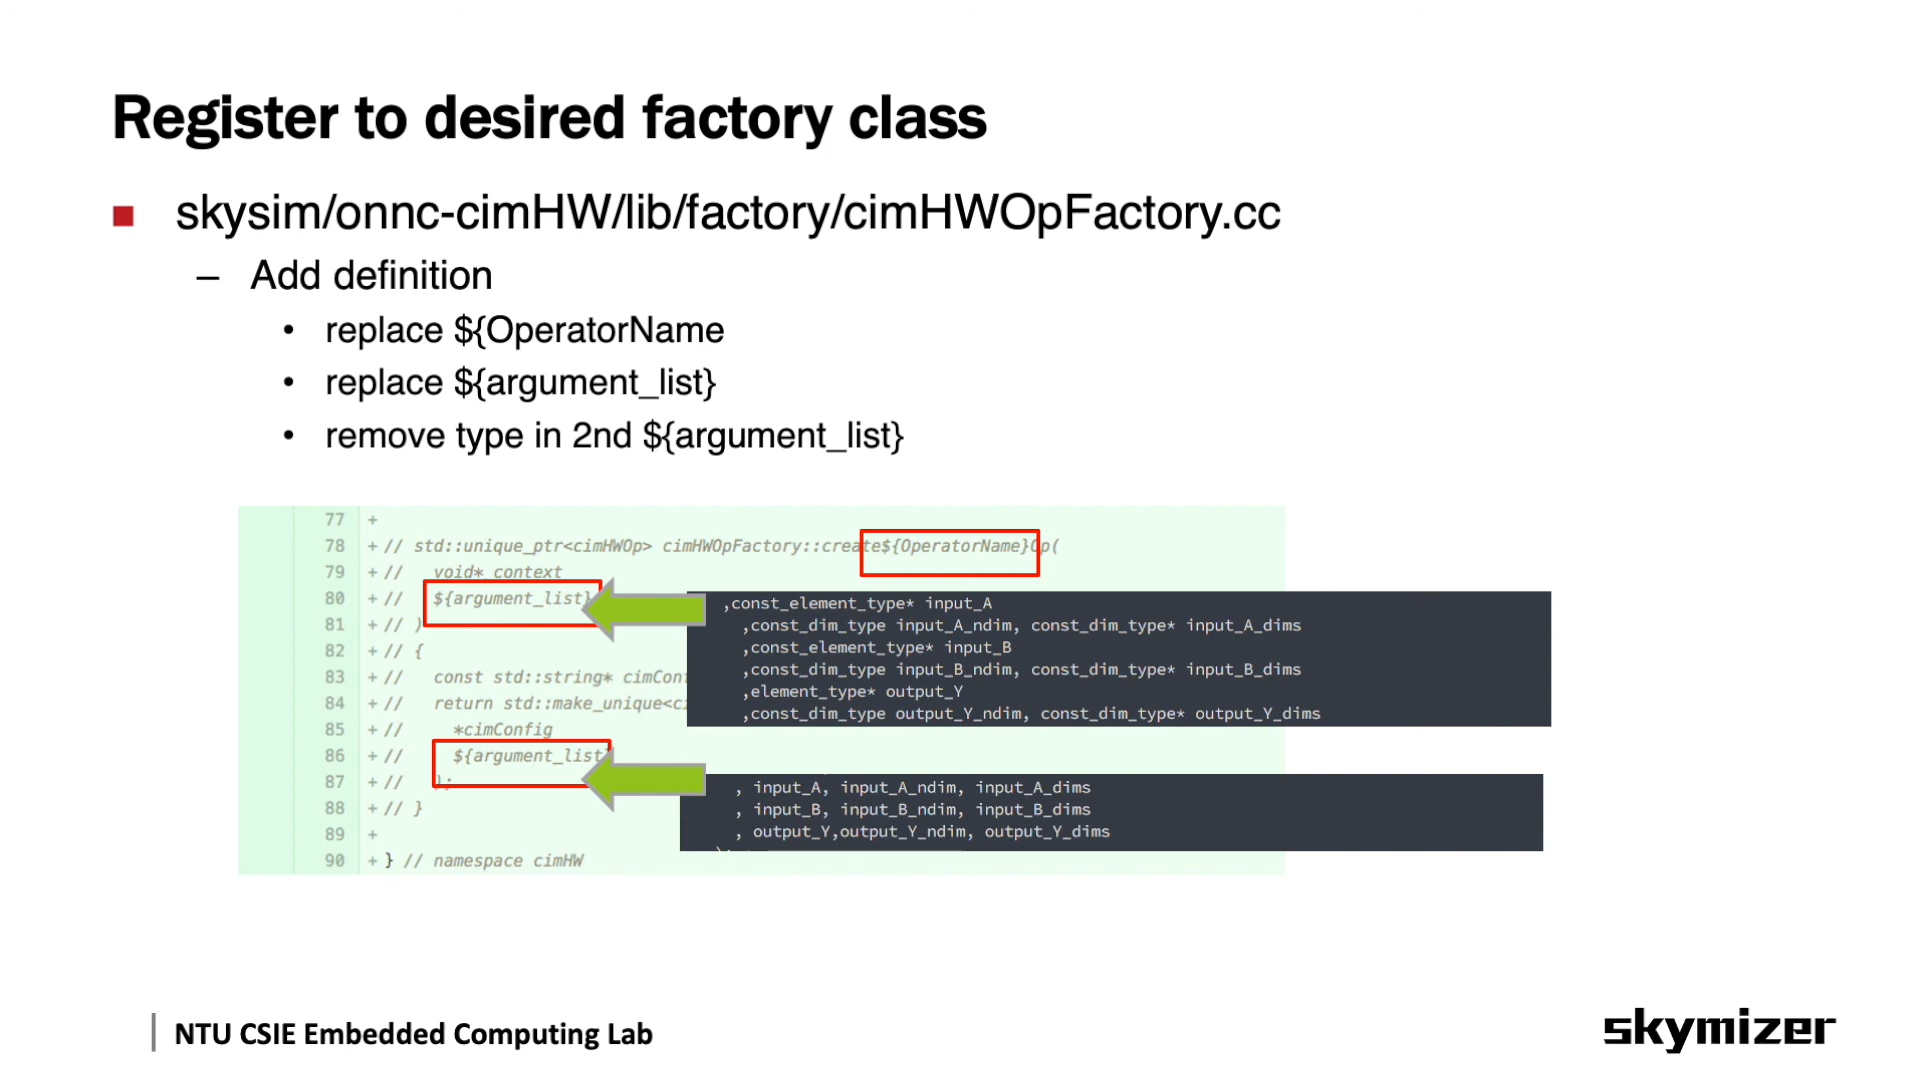 Register to desired factory class
skysim/onnc-cimHW/lib/factory/cimHWOpFactory.cc
– Add definition
• replace ${OperatorName
• replace ${argument_list}
• remove type in 2nd ${argument_list}
77 +
78 + // std::unique_ptr<cimHWOp> cimHWOpFactory::create${OperatorName}Op(
79 + // void* context
80 + // ${argument_list}
81 + // )
82 + // {
83 + // const std::string* cimConf
84 + // return std::make_unique<ci
85 + // *cimConfig
86 + // ${argument_list}
87 + // );
88 + // }
89 +
90 + } // namespace cimHW
,const_element_type* input_A
,const_dim_type input_A_ndim, const_dim_type* input_A_dims
,const_element_type* input_B
,const_dim_type input_B_ndim, const_dim_type* input_B_dims
,element_type* output_Y
,const_dim_type output_Y_ndim, const_dim_type* output_Y_dims
, input_A, input_A_ndim, input_A_dims
, input_B, input_B_ndim, input_B_dims
, output_Y,output_Y_ndim, output_Y_dims
NTU CSIE Embedded Computing Lab
skymizer